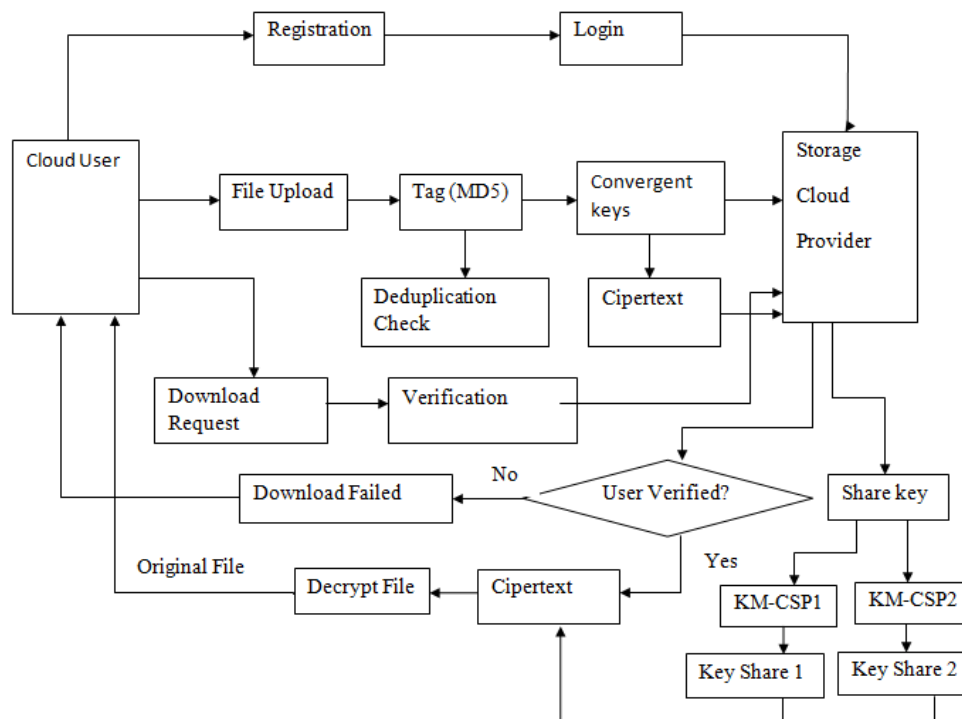 Registration
Login
Cloud User
Storage
Cloud
Provider
File Upload
Tag (MD5)
Convergent
keys
Deduplication
Check
Cipertext
Download
Request
Verification
No
User Verified?
Download Failed
Share key
Yes
Original File
Decrypt File
Cipertext
KM-CSP1
KM-CSP2
Key Share 1
Key Share 2